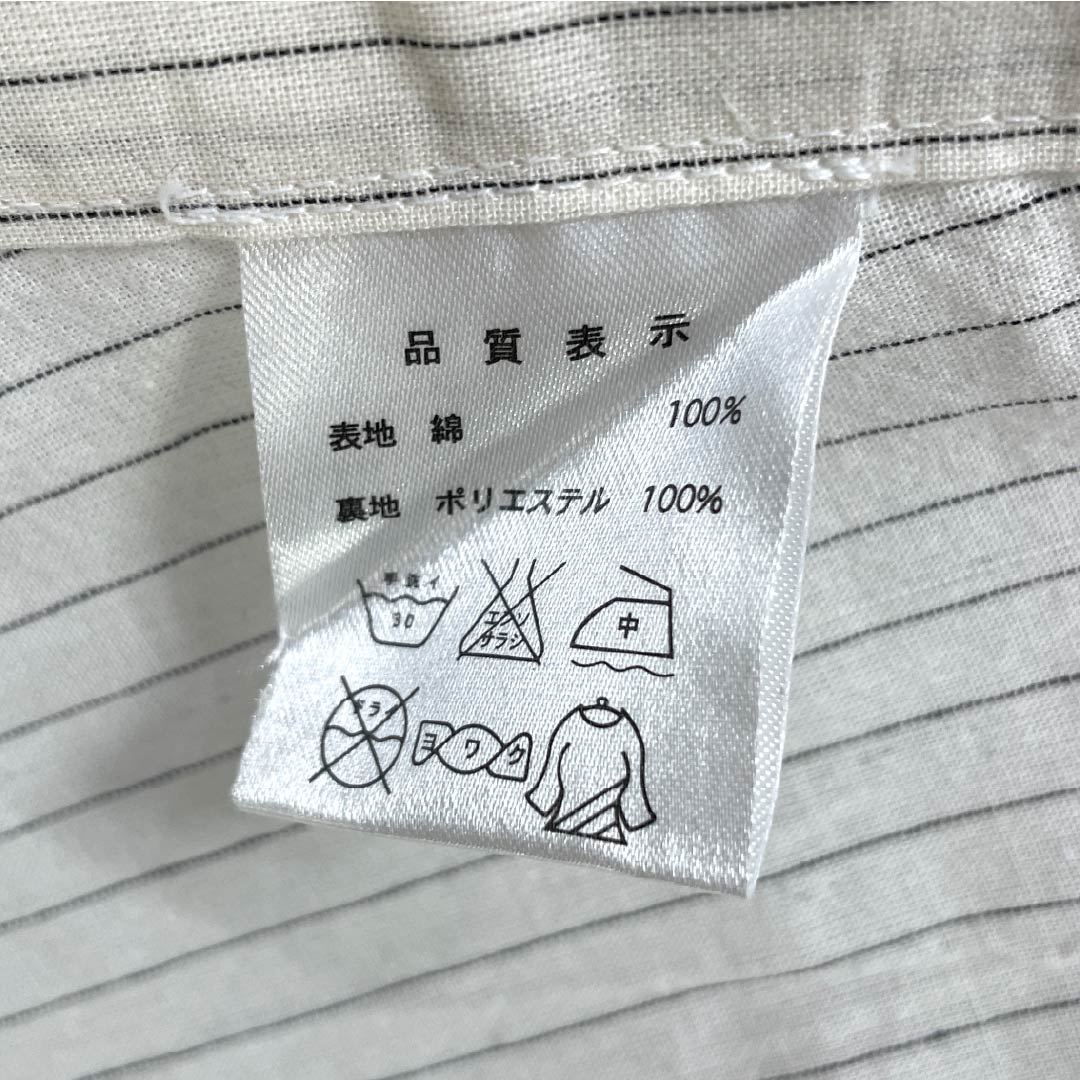 品質表示
表地 綿 100%
裏地 ポリエステル 100%
手洗イ
30
エンソ
サラシ
中
ドライ
ヨワク